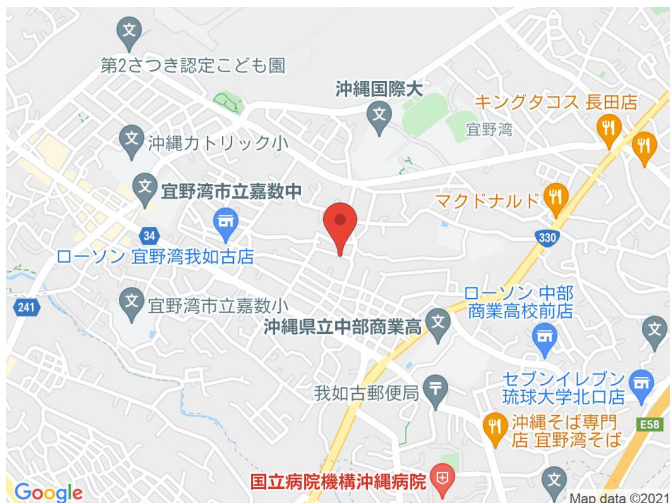 第2さつき認定こども園
沖縄国際大
キングタコス 長田店
宜野湾
沖縄カトリック小
宜野湾市立嘉数中
マクドナルド
34
330
ローソン 宜野湾我如古店
241
宜野湾市立嘉数小
ローソン 中部
商業高校前店
沖縄県立中部商業高
セブンイレブン
琉球大学北口店
我如古郵便局
沖縄そば専門
店 宜野湾そば
E58
国立病院機構沖縄病院
Google
Map data ©2021